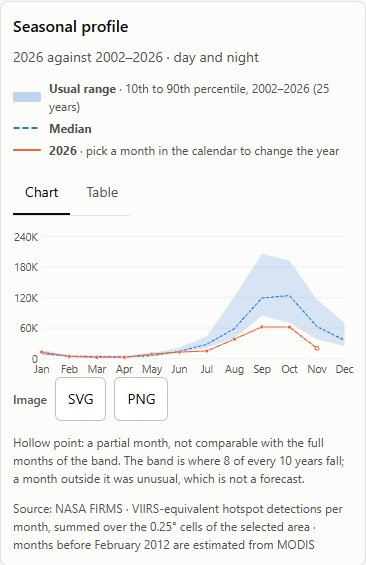 Seasonal profile
2026 against 2002–2026 · day and night
Usual range · 10th to 90th percentile, 2002–2026 (25
years)
Median
2026 · pick a month in the calendar to change the year
Chart Table
240K
180K
120K
60K
0
Jan Feb Mar Apr May Jun Jul Aug Sep Oct Nov Dec
Image SVG PNG
Hollow point: a partial month, not comparable with the full
months of the band. The band is where 8 of every 10 years fall;
a month outside it was unusual, which is not a forecast.
Source: NASA FIRMS · VIIRS-equivalent hotspot detections per
month, summed over the 0.25° cells of the selected area ·
months before February 2012 are estimated from MODIS